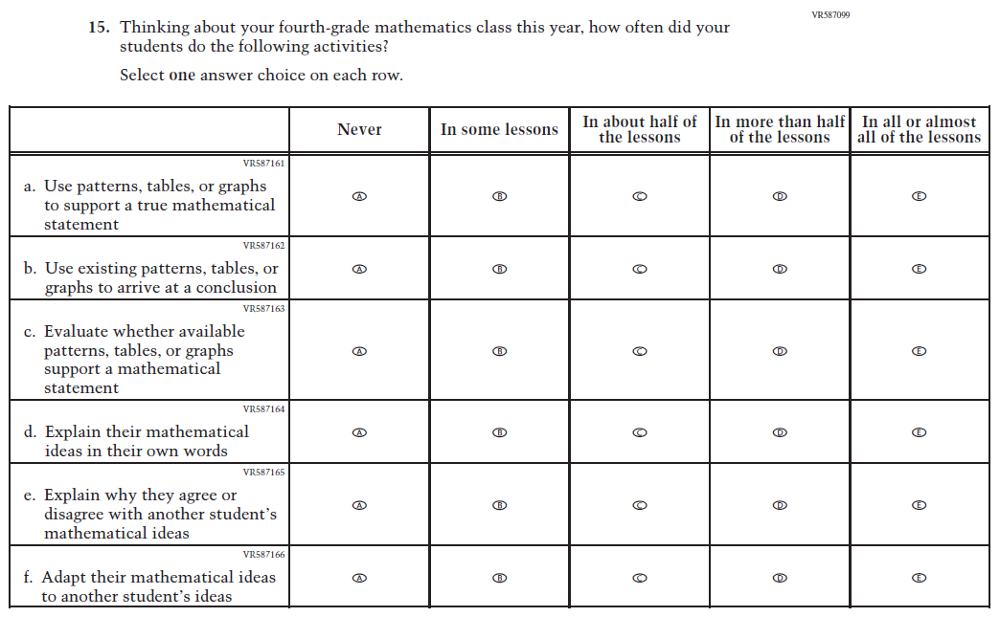 VR587099
15. Thinking about your fourth-grade mathematics class this year, how often did your
students do the following activities?
Select one answer choice on each row.
Never
In some lessons
In about half of
the lessons
In more than half
of the lessons
In all or almost
all of the lessons
VR587161
a. Use patterns, tables, or graphs
to support a true mathematical
statement
A B C D E
VR587162
b. Use existing patterns, tables, or
graphs to arrive at a conclusion
A B C D E
VR587163
c. Evaluate whether available
patterns, tables, or graphs
support a mathematical
statement
A B C D E
VR587164
d. Explain their mathematical
ideas in their own words
A B C D E
VR587165
e. Explain why they agree or
disagree with another student's
mathematical ideas
A B C D E
VR587166
f. Adapt their mathematical ideas
to another student's ideas
A B C D E